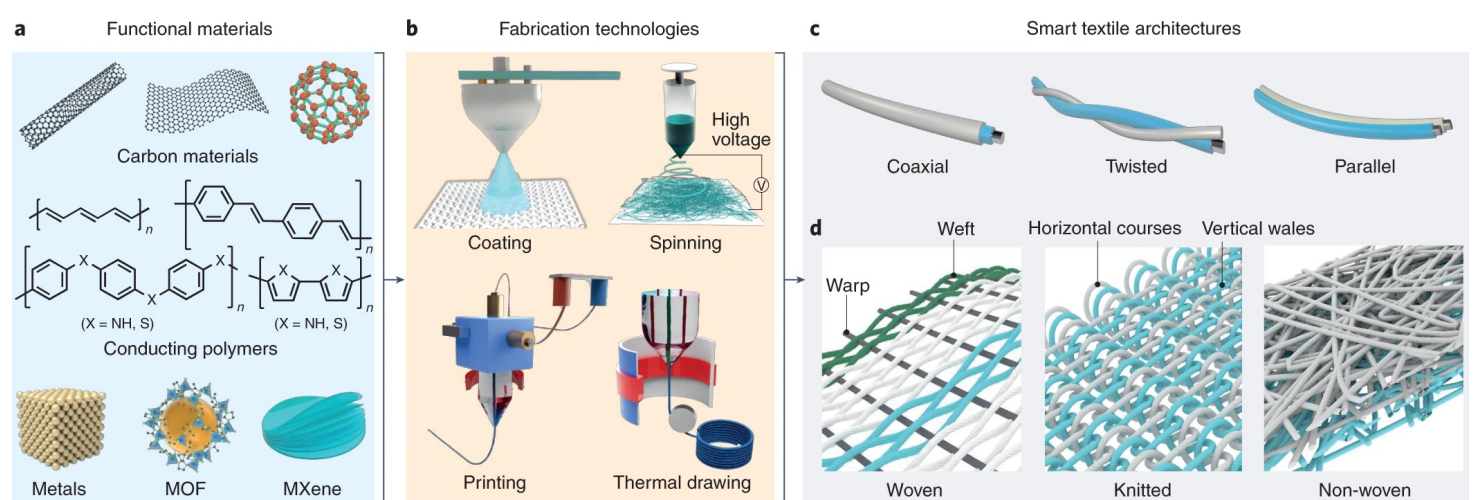 a Functional materials
Carbon materials
n
n
X
X
X
n
X
X
n
(X = NH, S)
(X = NH, S)
Conducting polymers
Metals
MOF
MXene
b Fabrication technologies
High
voltage
V
Coating
Spinning
Printing
Thermal drawing
c Smart textile architectures
Coaxial
Twisted
Parallel
d
Weft
Warp
Horizontal courses
Vertical wales
Woven
Knitted
Non-woven